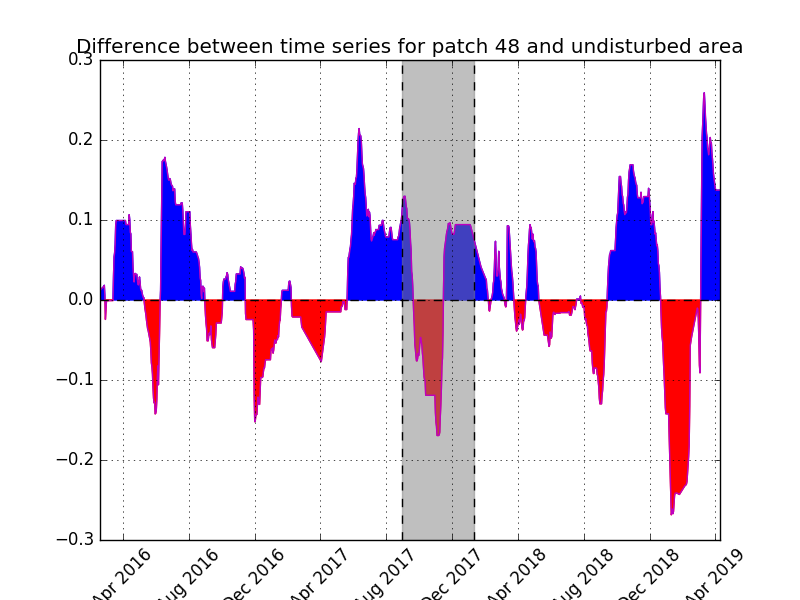 Difference between time series for patch 48 and undisturbed area
0.3
0.2
0.1
0.0
−0.1
−0.2
−0.3
Apr 2016
Aug 2016
Dec 2016
Apr 2017
Aug 2017
Dec 2017
Apr 2018
Aug 2018
Dec 2018
Apr 2019